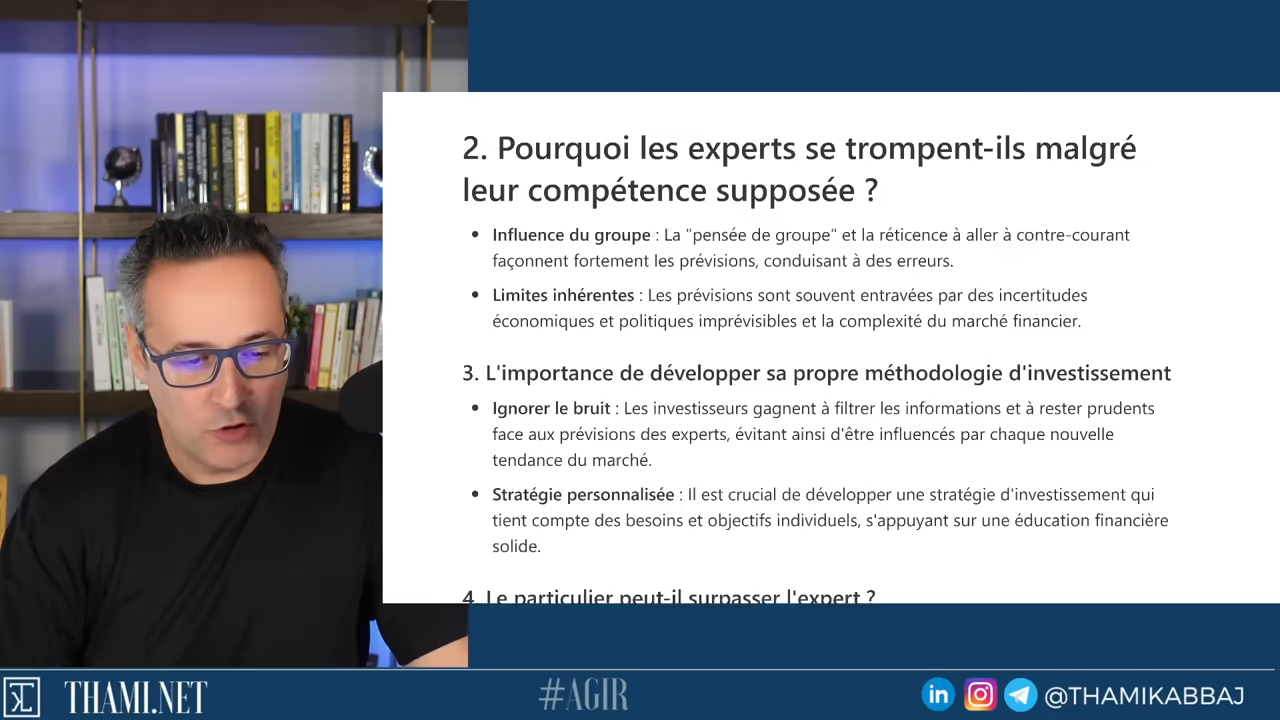 2. Pourquoi les experts se trompent-ils malgré
leur compétence supposée ?
• Influence du groupe : La "pensée de groupe" et la réticence à aller à contre-courant
façonnent fortement les prévisions, conduisant à des erreurs.
• Limites inhérentes : Les prévisions sont souvent entravées par des incertitudes
économiques et politiques imprévisibles et la complexité du marché financier.
3. L'importance de développer sa propre méthodologie d'investissement
• Ignorer le bruit : Les investisseurs gagnent à filtrer les informations et à rester prudents
face aux prévisions des experts, évitant ainsi d'être influencés par chaque nouvelle
tendance du marché.
• Stratégie personnalisée : Il est crucial de développer une stratégie d'investissement qui
tient compte des besoins et objectifs individuels, s'appuyant sur une éducation financière
solide.
4. Le particulier peut-il surpasser l'expert ?
THAMI.NET
#AGIR
@THAMIKABBAJ